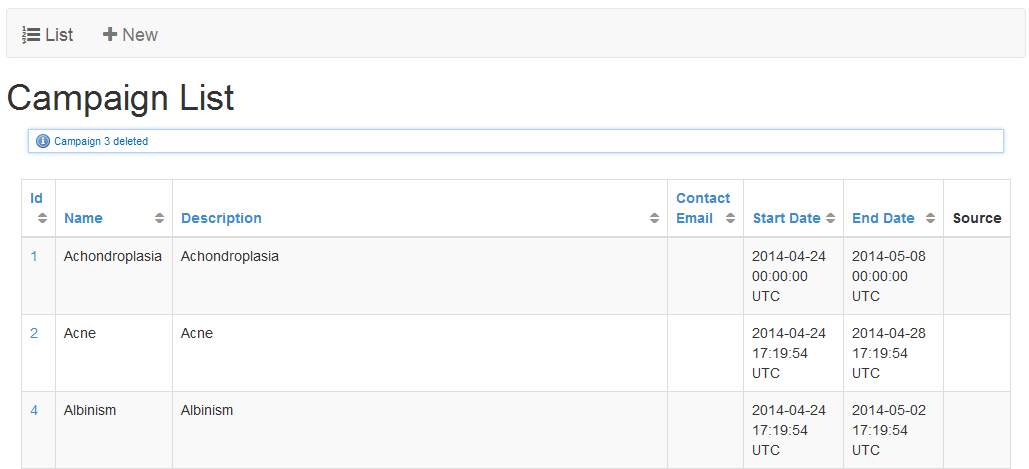 List New
Campaign List
Campaign 3 deleted
Id Name Description Contact Email Start Date End Date Source
1 Achondroplasia Achondroplasia 2014-04-24 00:00:00 UTC 2014-05-08 00:00:00 UTC
2 Acne Acne 2014-04-24 17:19:54 UTC 2014-04-28 17:19:54 UTC
4 Albinism Albinism 2014-04-24 17:19:54 UTC 2014-05-02 17:19:54 UTC